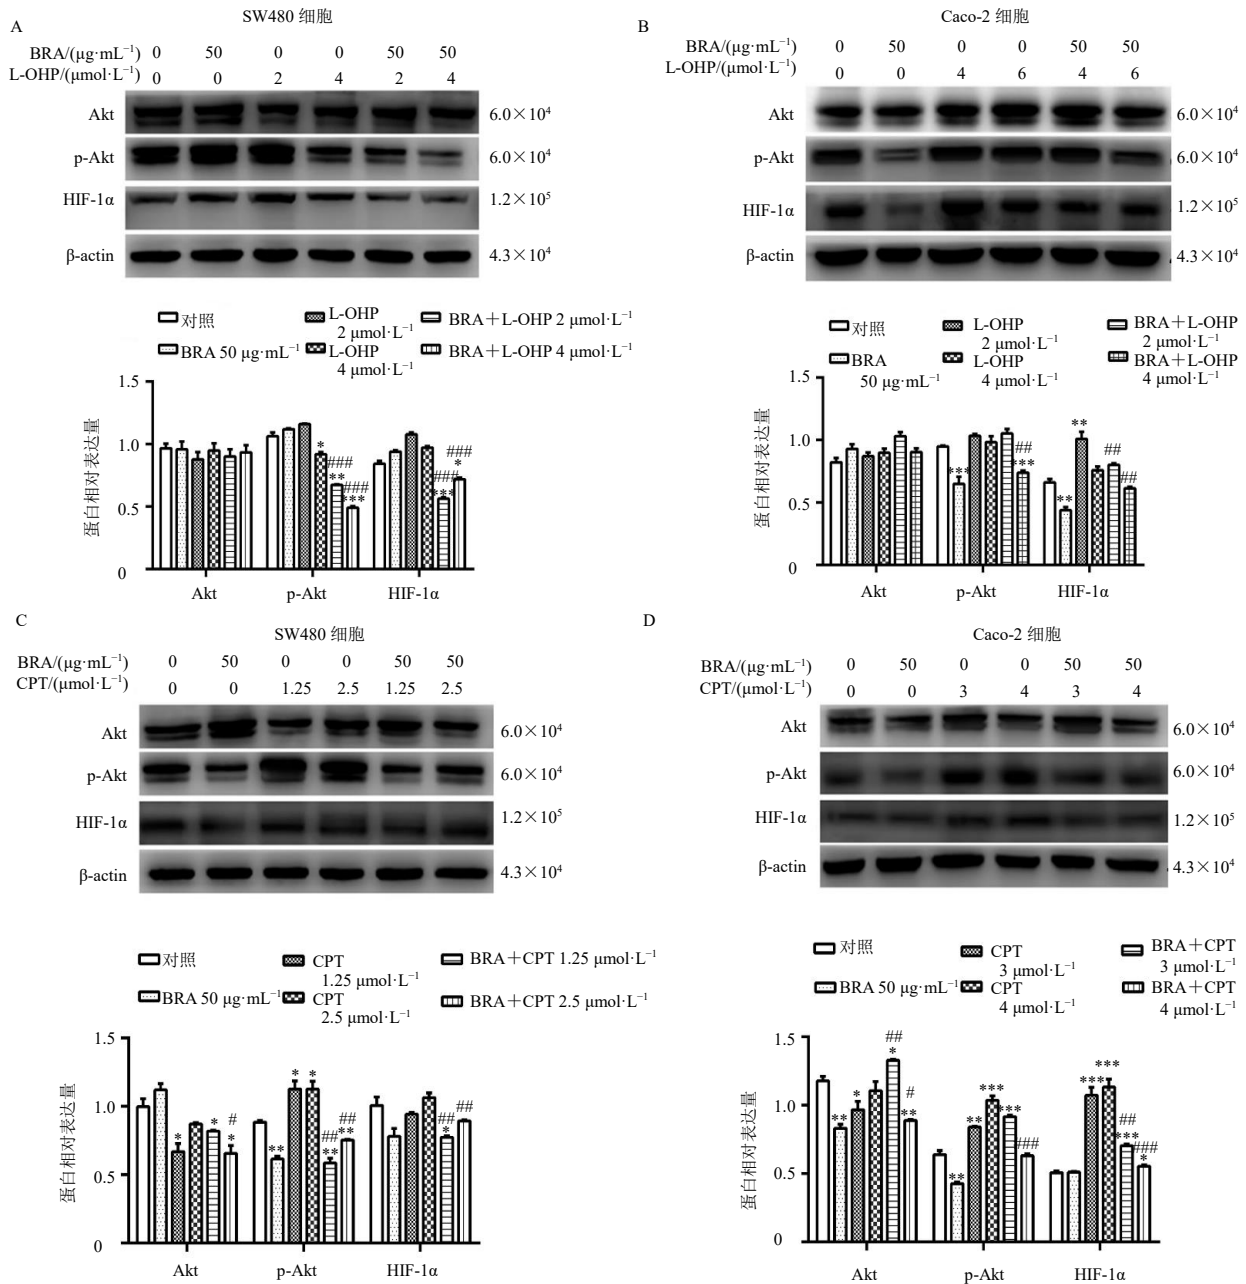 A
SW480 细胞
BRA/(μg·mL⁻¹) 0 50 0 0 50 50
L-OHP/(μmol·L⁻¹) 0 0 2 4 2 4
Akt 6.0×10⁴
p-Akt 6.0×10⁴
HIF-1α 1.2×10⁵
β-actin 4.3×10⁴
对照 L-OHP 2 μmol·L⁻¹ BRA+L-OHP 2 μmol·L⁻¹
BRA 50 μg·mL⁻¹ L-OHP 4 μmol·L⁻¹ BRA+L-OHP 4 μmol·L⁻¹
蛋白相对表达量
1.5
1.0
0.5
0
* ### ** ### *** ### *** ### *
Akt p-Akt HIF-1α
B
Caco-2 细胞
BRA/(μg·mL⁻¹) 0 50 0 0 50 50
L-OHP/(μmol·L⁻¹) 0 0 4 6 4 6
Akt 6.0×10⁴
p-Akt 6.0×10⁴
HIF-1α 1.2×10⁵
β-actin 4.3×10⁴
对照 L-OHP 2 μmol·L⁻¹ BRA+L-OHP 2 μmol·L⁻¹
BRA 50 μg·mL⁻¹ L-OHP 4 μmol·L⁻¹ BRA+L-OHP 4 μmol·L⁻¹
蛋白相对表达量
1.5
1.0
0.5
0
*** ## *** ** ** ## ##
Akt p-Akt HIF-1α
C
SW480 细胞
BRA/(μg·mL⁻¹) 0 50 0 0 50 50
CPT/(μmol·L⁻¹) 0 0 1.25 2.5 1.25 2.5
Akt 6.0×10⁴
p-Akt 6.0×10⁴
HIF-1α 1.2×10⁵
β-actin 4.3×10⁴
对照 CPT 1.25 μmol·L⁻¹ BRA+CPT 1.25 μmol·L⁻¹
BRA 50 μg·mL⁻¹ CPT 2.5 μmol·L⁻¹ BRA+CPT 2.5 μmol·L⁻¹
蛋白相对表达量
1.5
1.0
0.5
0
* * # * ** * * ## ** ## ** ## * ##
Akt p-Akt HIF-1α
D
Caco-2 细胞
BRA/(μg·mL⁻¹) 0 50 0 0 50 50
CPT/(μmol·L⁻¹) 0 0 3 4 3 4
Akt 6.0×10⁴
p-Akt 6.0×10⁴
HIF-1α 1.2×10⁵
β-actin 4.3×10⁴
对照 CPT 3 μmol·L⁻¹ BRA+CPT 3 μmol·L⁻¹
BRA 50 μg·mL⁻¹ CPT 4 μmol·L⁻¹ BRA+CPT 4 μmol·L⁻¹
蛋白相对表达量
1.5
1.0
0.5
0
** * ## * # ** ** ** *** *** ### *** *** ## *** ### *
Akt p-Akt HIF-1α